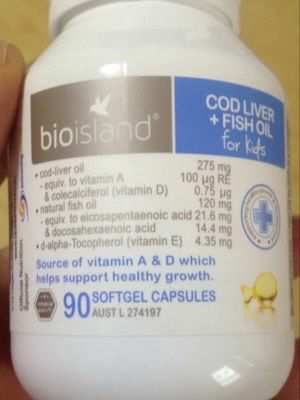 bioisland®
COD LIVER
+ FISH OIL
for kids
• cod-liver oil 275 mg
- equiv. to vitamin A 100 µg RE
& colecalciferol (vitamin D) 0.75 µg
• natural fish oil 120 mg
- equiv. to eicosapentaenoic acid 21.6 mg
& docosahexaenoic acid 14.4 mg
• d-alpha-Tocopherol (vitamin E) 4.35 mg
Source of vitamin A & D which
helps support healthy growth.
90 SOFTGEL CAPSULES
AUST L 274197